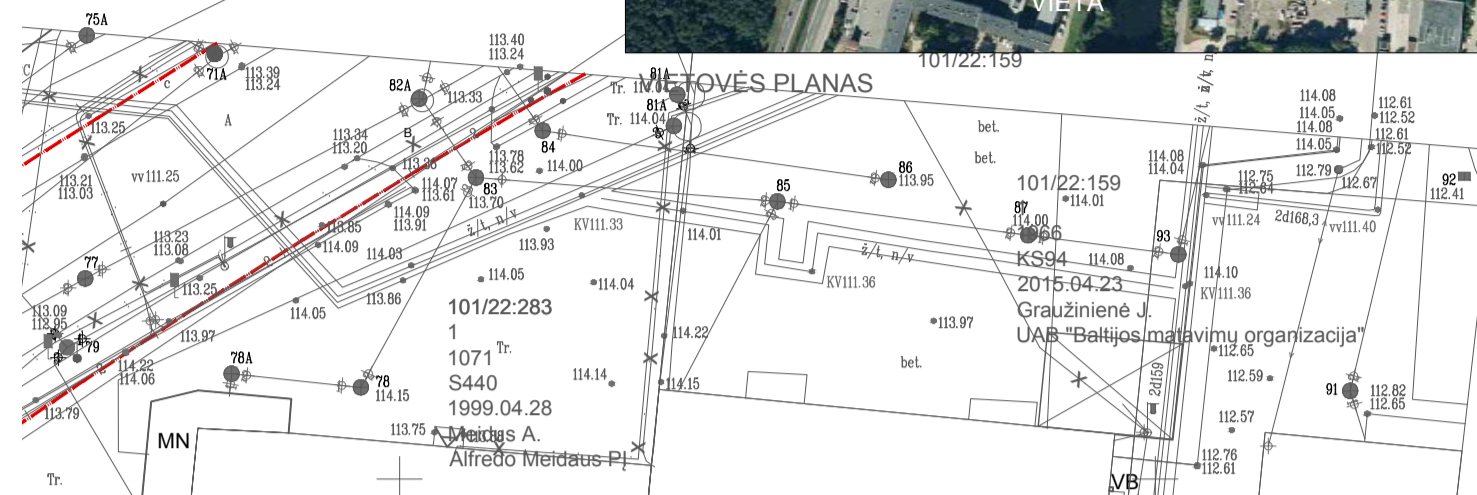 VIETA
101/22:159
VIETOVĖS PLANAS
75A
71A
113.39
113.24
113.40
113.24
82A
113.33
81A
Tr.
81A
114.04
Tr.
84
113.25
c
C
A
B
113.34
113.20
113.38
113.78
113.62
114.00
83
113.70
114.07
113.61
114.09
113.91
113.85
114.09
ž/t, n/v
KV111.33
113.93
114.03
113.86
114.05
114.04
114.05
113.21
113.03
vv111.25
113.23
113.08
113.25
77
113.09
112.95
79
113.97
114.22
114.06
113.79
78A
78
114.15
MN
Tr.
101/22:283
1
1071
Tr.
S440
1999.04.28
Meidus A.
Alfredo Meidaus PĮ
113.75
114.14
114.22
114.15
114.01
85
86
113.95
bet.
bet.
101/22:159
87
114.00
1066
KS94
2015.04.23
Graužinienė J.
UAB "Baltijos matavimų organizacija"
114.01
ž/t, n/v
KV111.36
113.97
bet.
114.08
93
114.10
KV111.36
2d159
VB
114.08
114.04
114.08
114.05
114.08
112.61
112.52
112.61
112.52
112.79
112.67
112.75
112.64
vv111.24
2d168,3
vv111.40
92
112.41
112.65
112.59
112.57
112.76
112.61
91
112.82
112.65